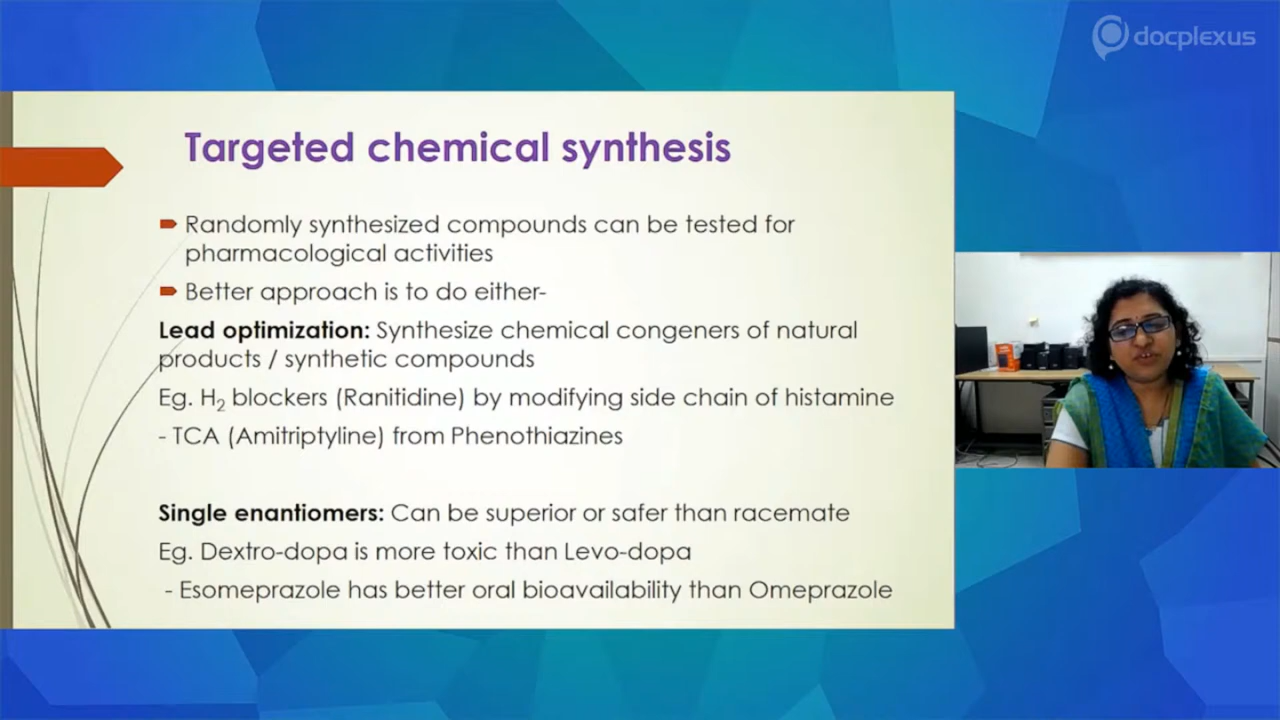 docplexus
Targeted chemical synthesis
Randomly synthesized compounds can be tested for
pharmacological activities
Better approach is to do either-
Lead optimization: Synthesize chemical congeners of natural
products / synthetic compounds
Eg. H₂ blockers (Ranitidine) by modifying side chain of histamine
- TCA (Amitriptyline) from Phenothiazines
Single enantiomers: Can be superior or safer than racemate
Eg. Dextro-dopa is more toxic than Levo-dopa
- Esomeprazole has better oral bioavailability than Omeprazole